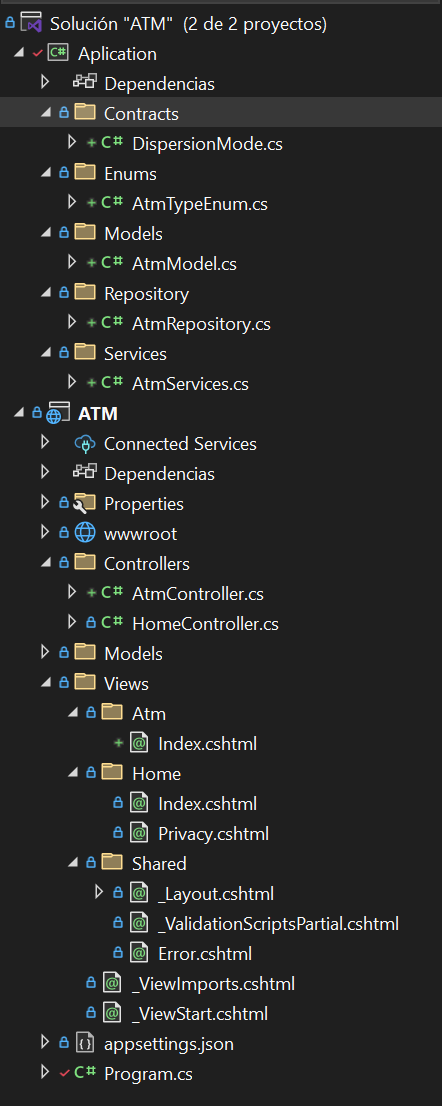 Solución "ATM" (2 de 2 proyectos)
Aplication
Dependencias
Contracts
DispersionMode.cs
Enums
AtmTypeEnum.cs
Models
AtmModel.cs
Repository
AtmRepository.cs
Services
AtmServices.cs
ATM
Connected Services
Dependencias
Properties
wwwroot
Controllers
AtmController.cs
HomeController.cs
Models
Views
Atm
Index.cshtml
Home
Index.cshtml
Privacy.cshtml
Shared
_Layout.cshtml
_ValidationScriptsPartial.cshtml
Error.cshtml
_ViewImports.cshtml
_ViewStart.cshtml
appsettings.json
Program.cs